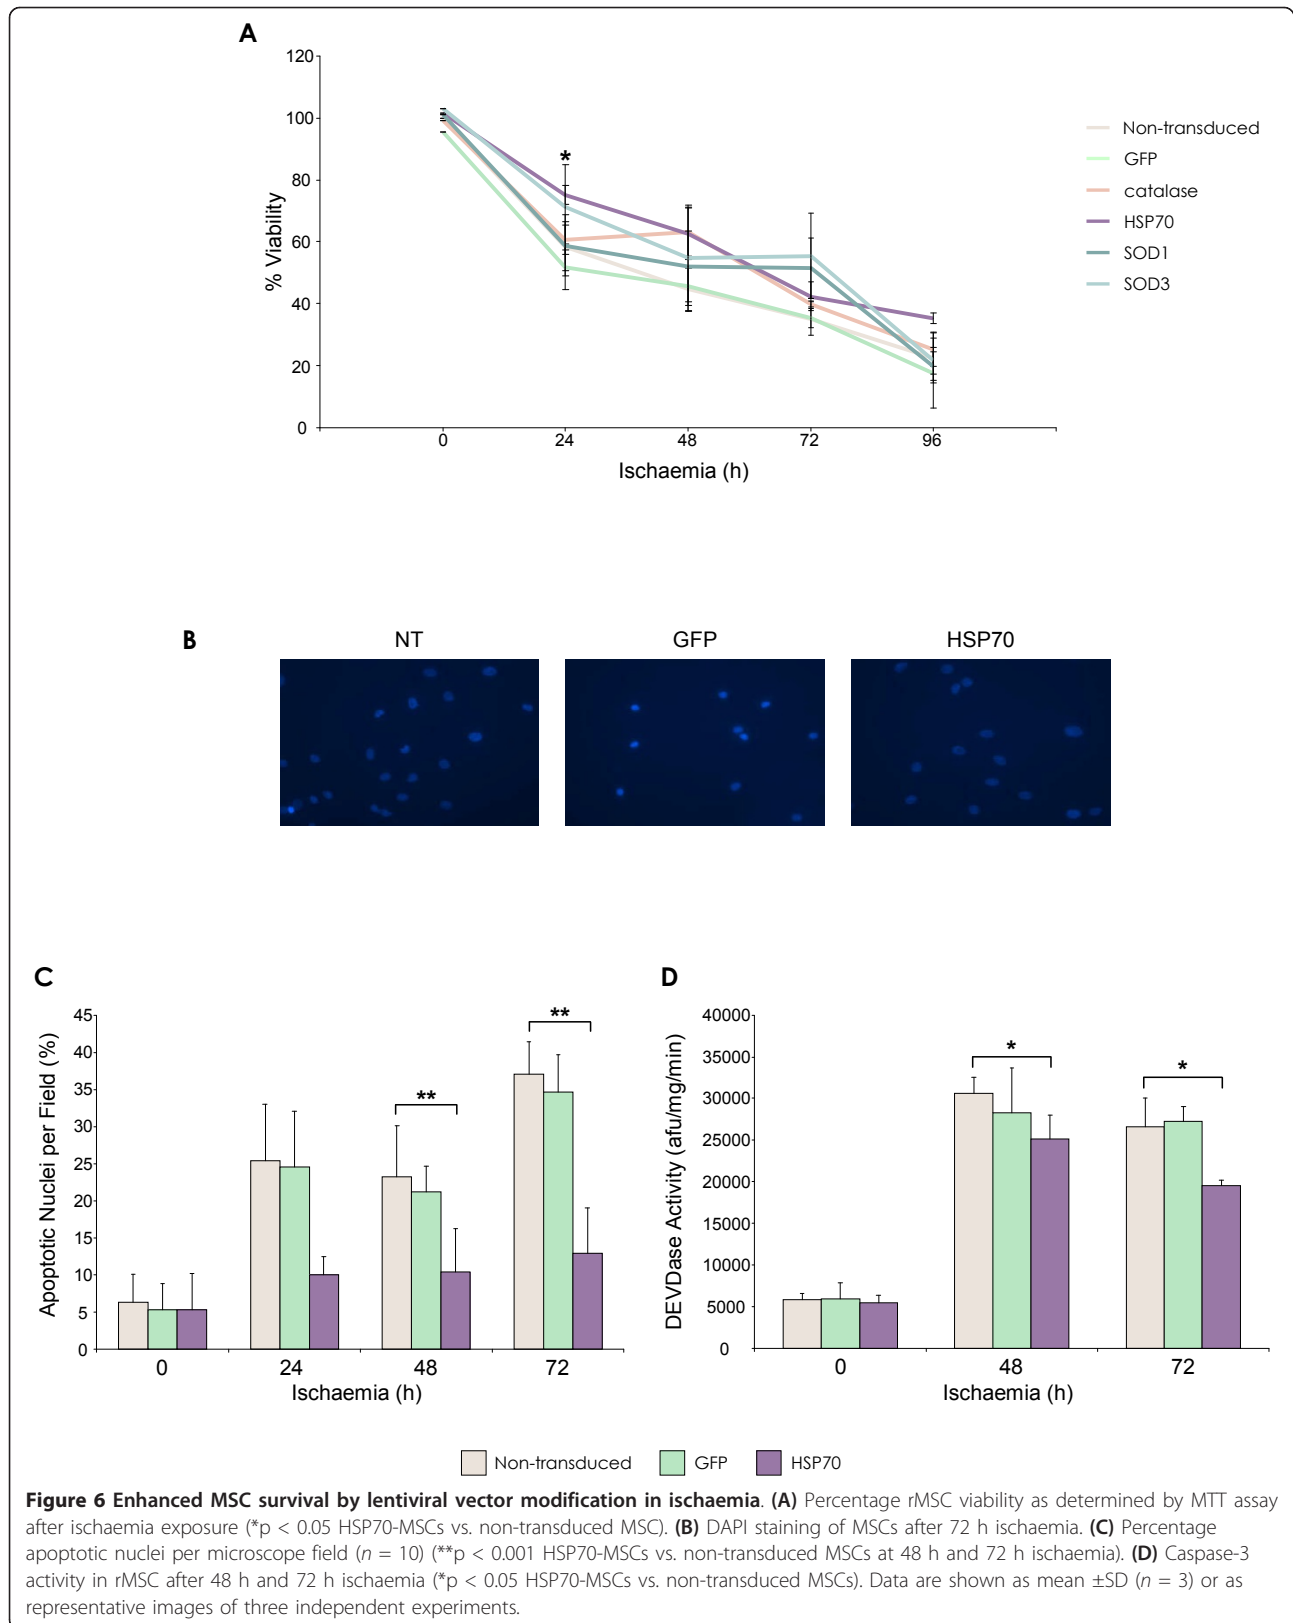 A
120
100
80
60
40
20
0
% Viability
*
0 24 48 72 96
Ischaemia (h)
Non-transduced
GFP
catalase
HSP70
SOD1
SOD3
B
NT GFP HSP70
C
45
40
35
30
25
20
15
10
5
0
Apoptotic Nuclei per Field (%)
**
**
0 24 48 72
Ischaemia (h)
D
40000
35000
30000
25000
20000
15000
10000
5000
0
DEVDase Activity (afu/mg/min)
*
*
0 48 72
Ischaemia (h)
Non-transduced GFP HSP70
Figure 6 Enhanced MSC survival by lentiviral vector modification in ischaemia. (A) Percentage rMSC viability as determined by MTT assay
after ischaemia exposure (*p < 0.05 HSP70-MSCs vs. non-transduced MSC). (B) DAPI staining of MSCs after 72 h ischaemia. (C) Percentage
apoptotic nuclei per microscope field (n = 10) (**p < 0.001 HSP70-MSCs vs. non-transduced MSCs at 48 h and 72 h ischaemia). (D) Caspase-3
activity in rMSC after 48 h and 72 h ischaemia (*p < 0.05 HSP70-MSCs vs. non-transduced MSCs). Data are shown as mean ±SD (n = 3) or as
representative images of three independent experiments.